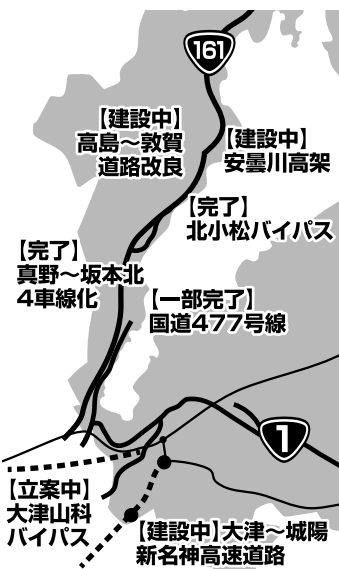 161
【建設中】
高島～敦賀
道路改良
【建設中】
安曇川高架
【完了】
北小松バイパス
【完了】
真野～坂本北
4車線化
【一部完了】
国道477号線
1
【立案中】
大津山科
バイパス
【建設中】大津～城陽
新名神高速道路